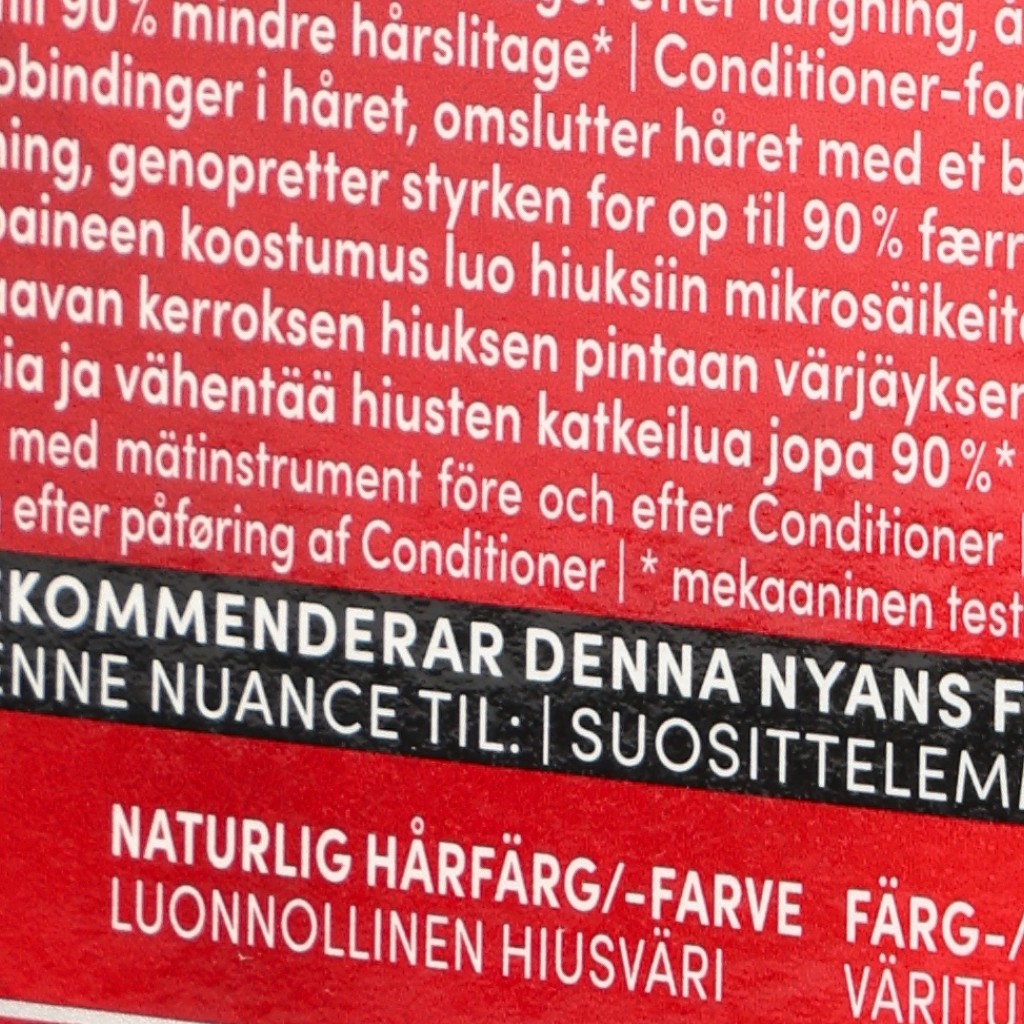 90% mindre hårslitage* | Conditioner-for
obindinger i håret, omslutter håret med et b
ning, genopretter styrken for op til 90% færr
paineen koostumus luo hiuksiin mikrosäikeit
avan kerroksen hiuksen pintaan värjäyksen
ia ja vähentää hiusten katkeilua jopa 90%*
med mätinstrument före och efter Conditioner |
efter påføring af Conditioner | * mekaaninen test
EKOMMENDERAR DENNA NYANS F
ENNE NUANCE TIL: | SUOSITTELEM
NATURLIG HÅRFÄRG/-FARVE
LUONNOLLINEN HIUSVÄRI
FÄRG-/
VÄRITU